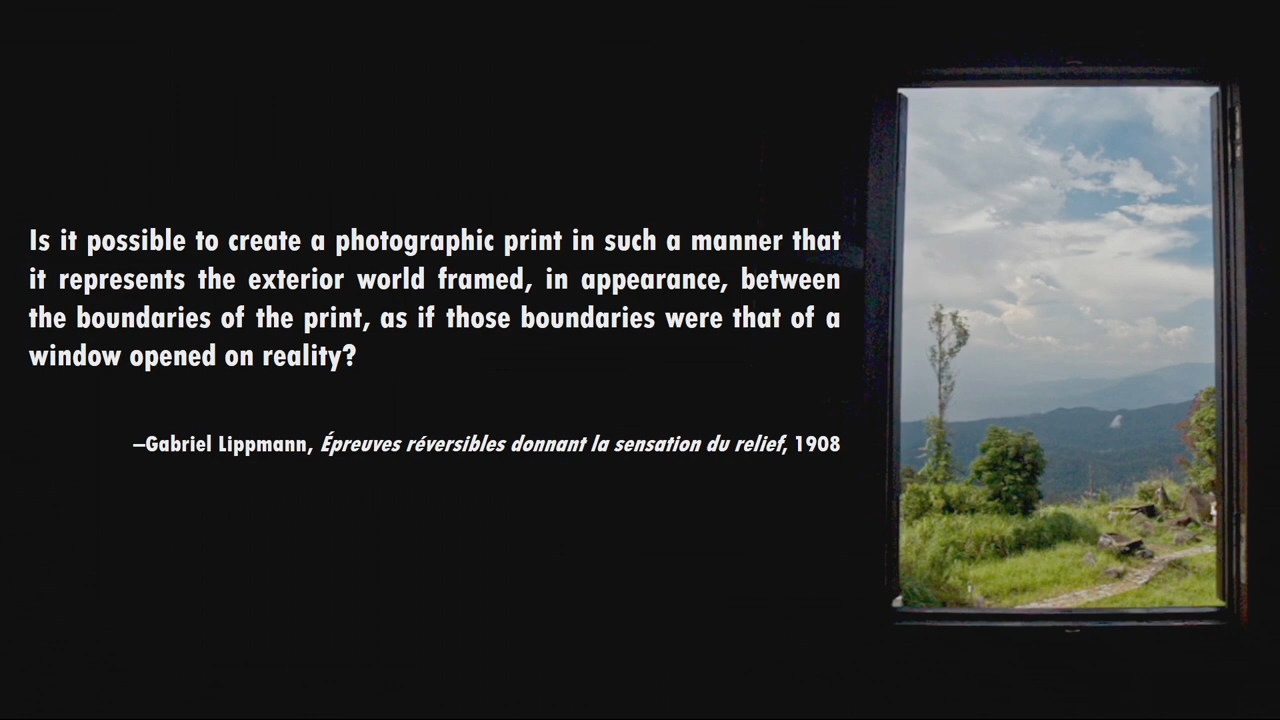 Is it possible to create a photographic print in such a manner that
it represents the exterior world framed, in appearance, between
the boundaries of the print, as if those boundaries were that of a
window opened on reality?
–Gabriel Lippmann, Épreuves réversibles donnant la sensation du relief, 1908